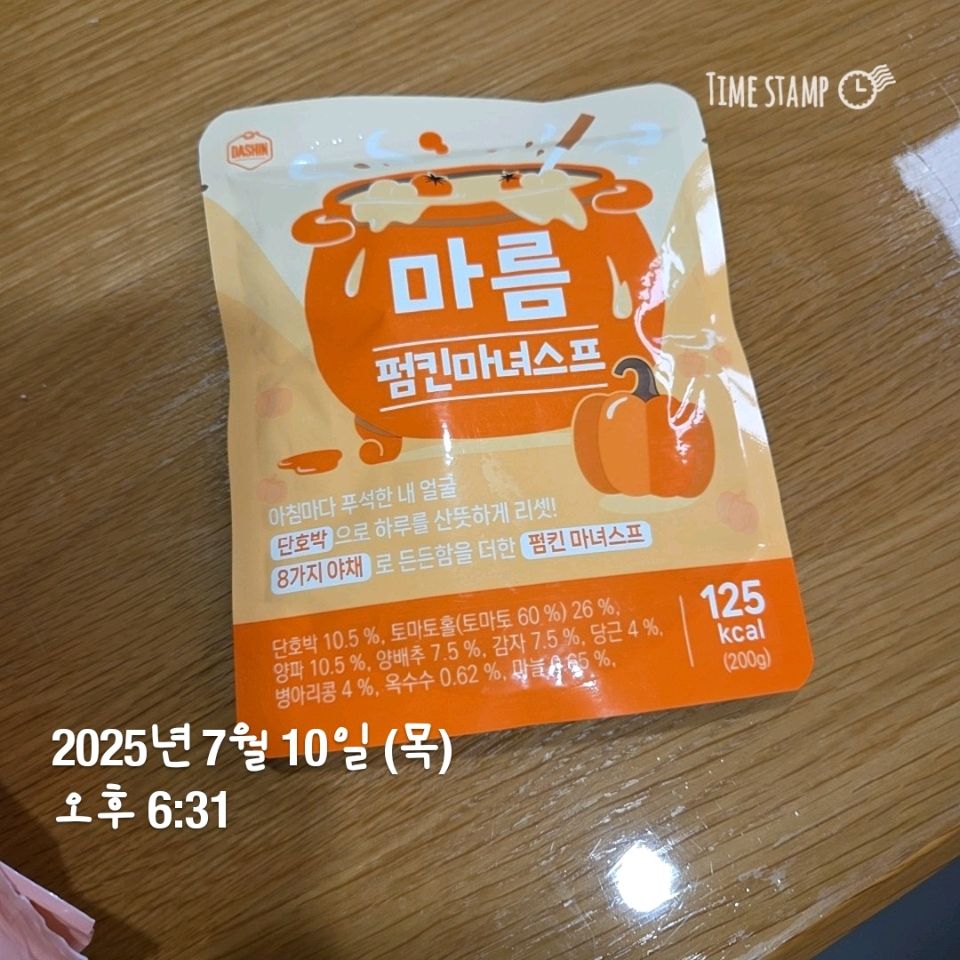 TIME STAMP
DASHIN
마름
펌킨마녀스프
아침마다 푸석한 내 얼굴
단호박 으로 하루를 산뜻하게 리셋!
8가지 야채 로 든든함을 더한 펌킨 마녀스프
단호박 10.5 %, 토마토홀(토마토 60 %) 26 %,
양파 10.5 %, 양배추 7.5 %, 감자 7.5 %, 당근 4 %,
병아리콩 4 %, 옥수수 0.62 %, 마늘 0.65 %,
125
kcal
(200g)
2025년 7월 10일 (목)
오후 6:31